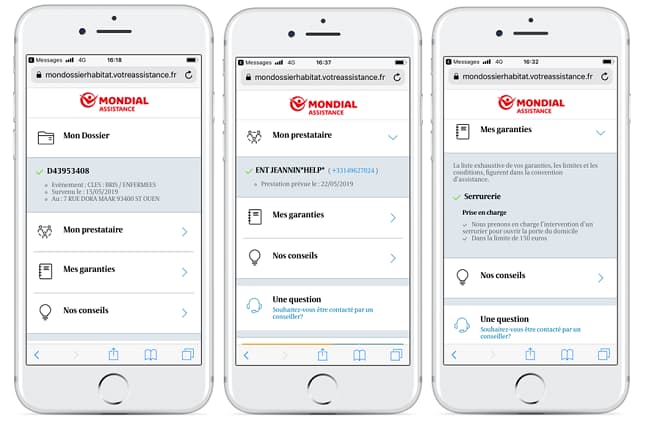 Messages 4G 16:18
mondossierhabitat.votreassistance.fr
MONDIAL
ASSISTANCE
Mon Dossier
D43953408
Evènement : CLES : BRIS / ENFERMEES
Survenu le : 15/05/2019
Au : 7 RUE DORA MAAR 93400 ST OUEN
Mon prestataire
Mes garanties
Nos conseils
Messages 4G 16:37
mondossierhabitat.votreassistance.fr
MONDIAL
ASSISTANCE
Mon prestataire
ENT JEANNIN*HELP* ( +33149627024 )
Prestation prévue le : 22/05/2019
Mes garanties
Nos conseils
Une question
Souhaitez-vous être contacté par un
conseiller?
Messages 4G 16:32
mondossierhabitat.votreassistance.fr
MONDIAL
ASSISTANCE
Mes garanties
La liste exhaustive de vos garanties, les limites et les
conditions, figurent dans la convention
d'assistance.
Serrurerie
Prise en charge
Nous prenons en charge l'intervention d'un
serrurier pour ouvrir la porte du domicile
Dans la limite de 150 euros
Nos conseils
Une question
Souhaitez-vous être contacté par un
conseiller?